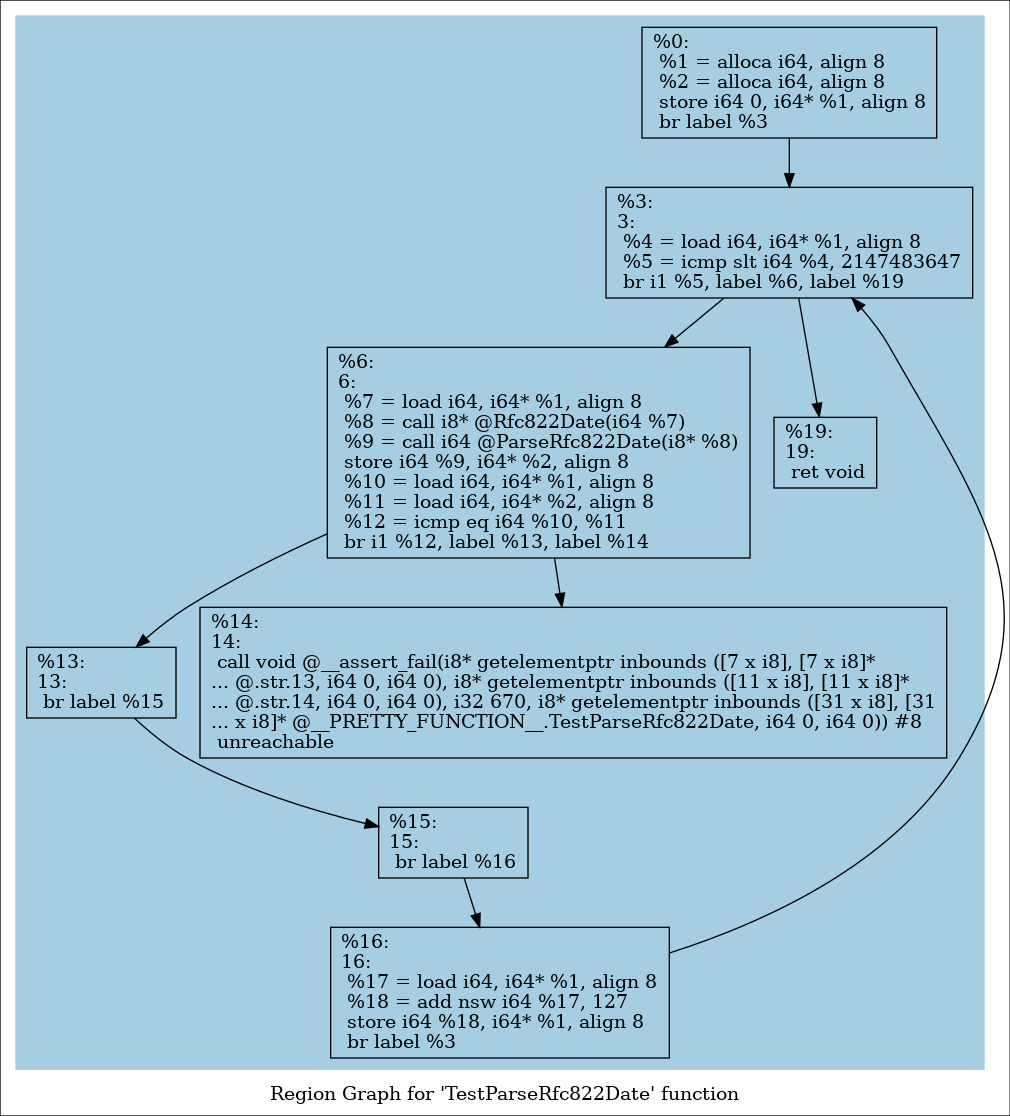 %0:
%1 = alloca i64, align 8
%2 = alloca i64, align 8
store i64 0, i64* %1, align 8
br label %3
%3:
3:
%4 = load i64, i64* %1, align 8
%5 = icmp slt i64 %4, 2147483647
br i1 %5, label %6, label %19
%6:
6:
%7 = load i64, i64* %1, align 8
%8 = call i8* @Rfc822Date(i64 %7)
%9 = call i64 @ParseRfc822Date(i8* %8)
store i64 %9, i64* %2, align 8
%10 = load i64, i64* %1, align 8
%11 = load i64, i64* %2, align 8
%12 = icmp eq i64 %10, %11
br i1 %12, label %13, label %14
%19:
19:
ret void
%13:
13:
br label %15
%14:
14:
call void @__assert_fail(i8* getelementptr inbounds ([7 x i8], [7 x i8]*
... @.str.13, i64 0, i64 0), i8* getelementptr inbounds ([11 x i8], [11 x i8]*
... @.str.14, i64 0, i64 0), i32 670, i8* getelementptr inbounds ([31 x i8], [31
... x i8]* @__PRETTY_FUNCTION__.TestParseRfc822Date, i64 0, i64 0)) #8
unreachable
%15:
15:
br label %16
%16:
16:
%17 = load i64, i64* %1, align 8
%18 = add nsw i64 %17, 127
store i64 %18, i64* %1, align 8
br label %3
Region Graph for 'TestParseRfc822Date' function